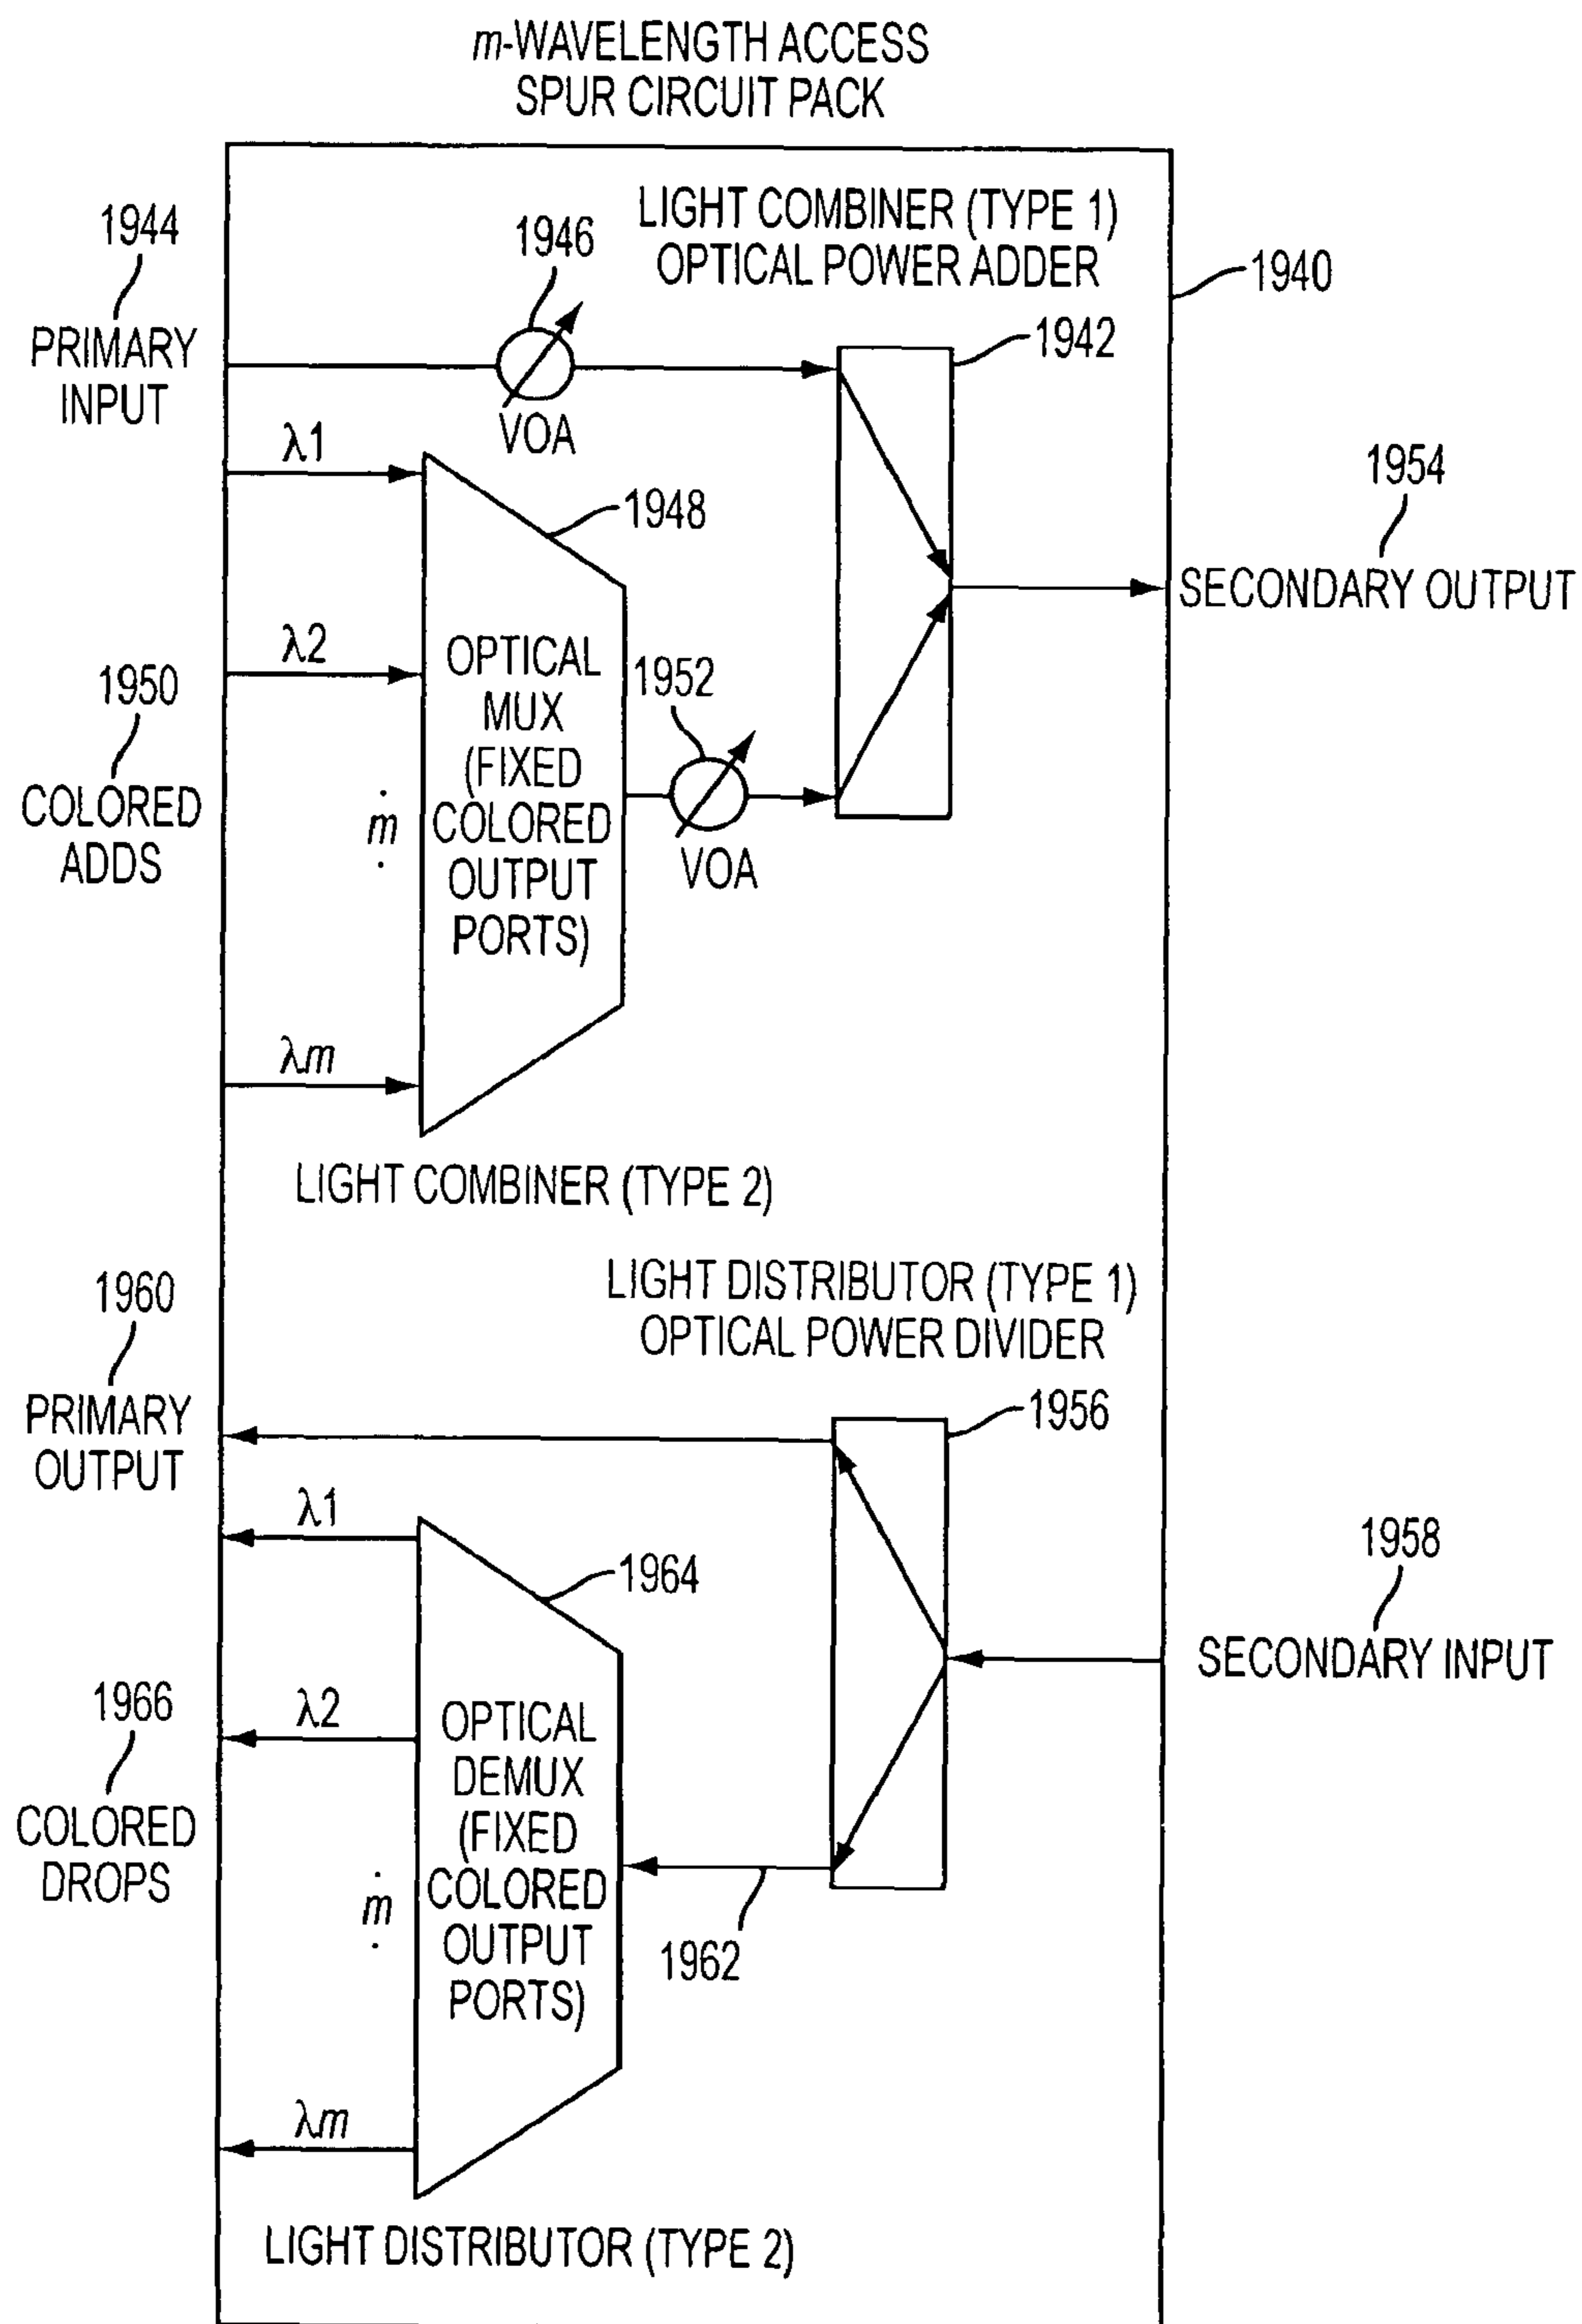 m-WAVELENGTH ACCESS
SPUR CIRCUIT PACK
LIGHT COMBINER (TYPE 1)
OPTICAL POWER ADDER
1944
1946
1940
PRIMARY
INPUT
1942
VOA
λ1
1948
1954
SECONDARY OUTPUT
λ2
1950
COLORED
ADDS
m
OPTICAL
MUX
(FIXED
COLORED
OUTPUT
PORTS)
1952
VOA
λm
LIGHT COMBINER (TYPE 2)
LIGHT DISTRIBUTOR (TYPE 1)
OPTICAL POWER DIVIDER
1960
PRIMARY
OUTPUT
1956
λ1
1964
1958
SECONDARY INPUT
λ2
1966
COLORED
DROPS
m
OPTICAL
DEMUX
(FIXED
COLORED
OUTPUT
PORTS)
1962
λm
LIGHT DISTRIBUTOR (TYPE 2)